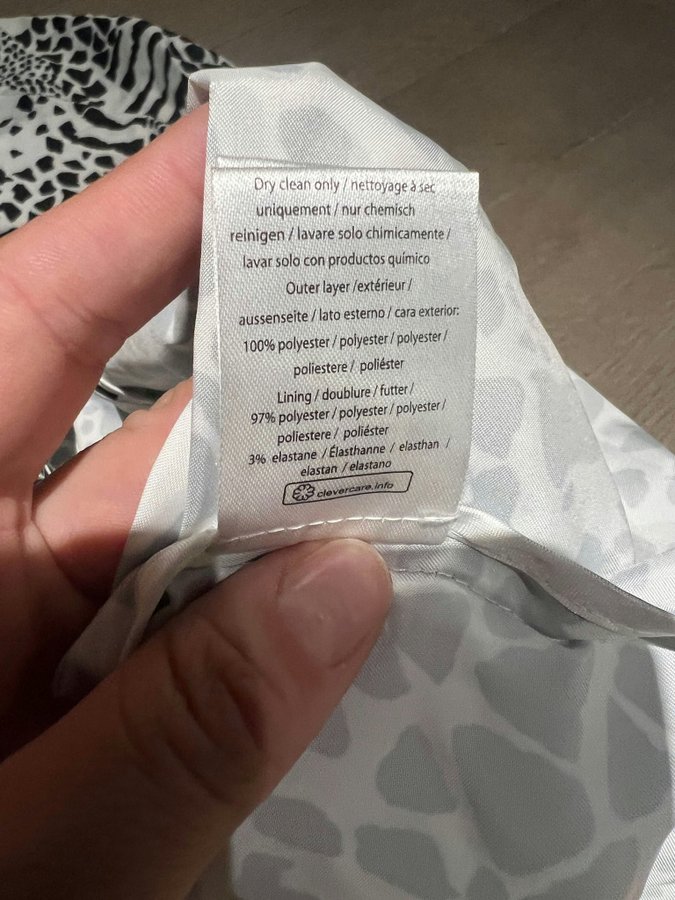 Dry clean only / nettoyage à sec
uniquement / nur chemisch
reinigen / lavare solo chimicamente /
lavar solo con productos químico
Outer layer /extérieur /
aussenseite / lato esterno / cara exterior:
100% polyester / polyester / polyester /
poliestere / poliéster
Lining / doublure / futter /
97% polyester / polyester / polyester /
poliestere / poliéster
3% elastane / Élasthanne / elasthan /
elastan / elastano
clevercare.info